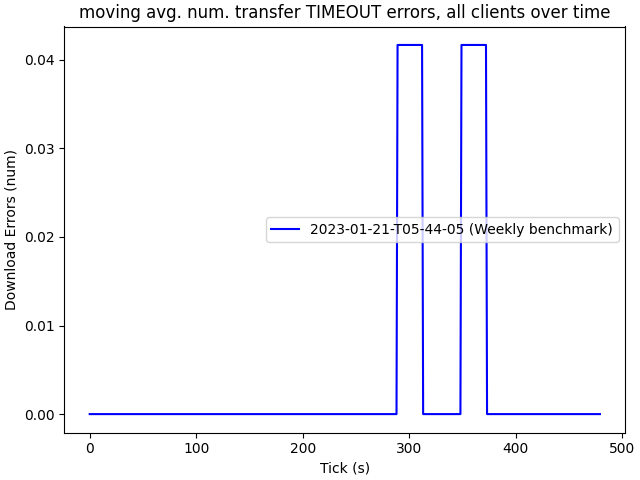 moving avg. num. transfer TIMEOUT errors, all clients over time
Download Errors (num)
0.04
0.03
0.02
0.01
0.00
2023-01-21-T05-44-05 (Weekly benchmark)
0 100 200 300 400 500
Tick (s)